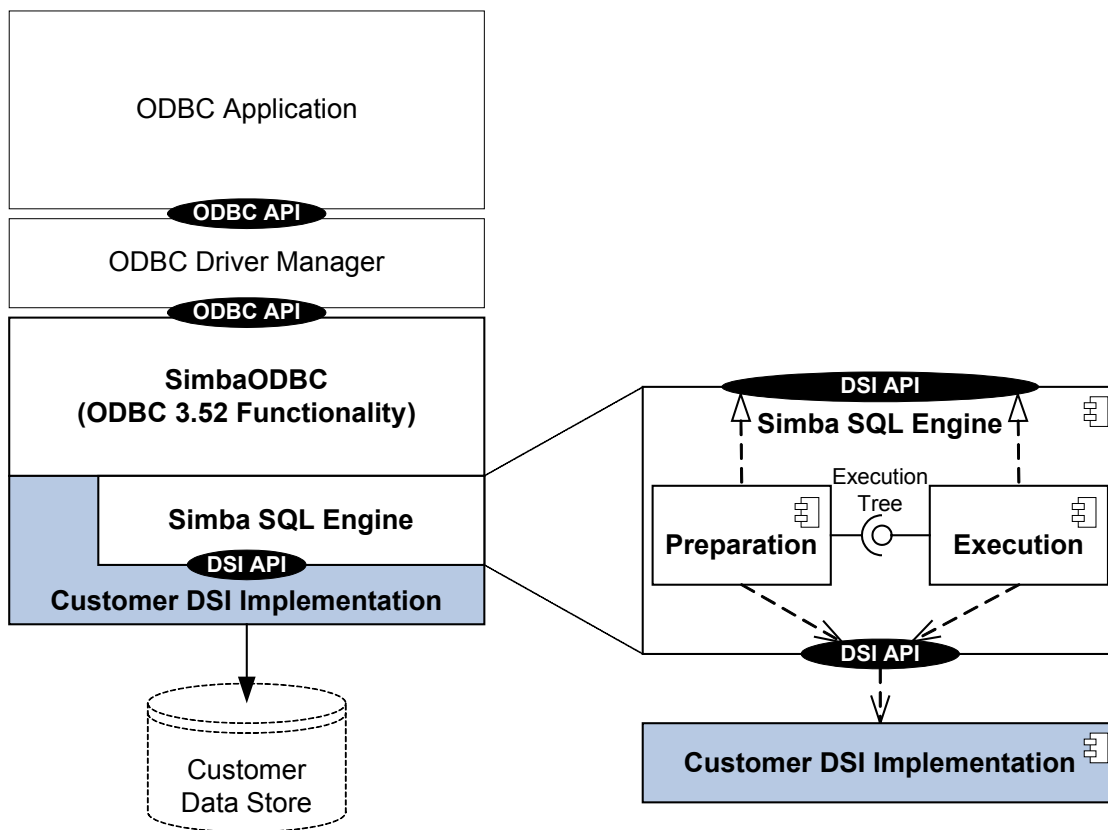 ODBC Application
ODBC API
ODBC Driver Manager
ODBC API
SimbaODBC
(ODBC 3.52 Functionality)
Simba SQL Engine
DSI API
Customer DSI Implementation
Customer
Data Store
DSI API
Simba SQL Engine
Execution
Tree
Preparation
Execution
DSI API
Customer DSI Implementation